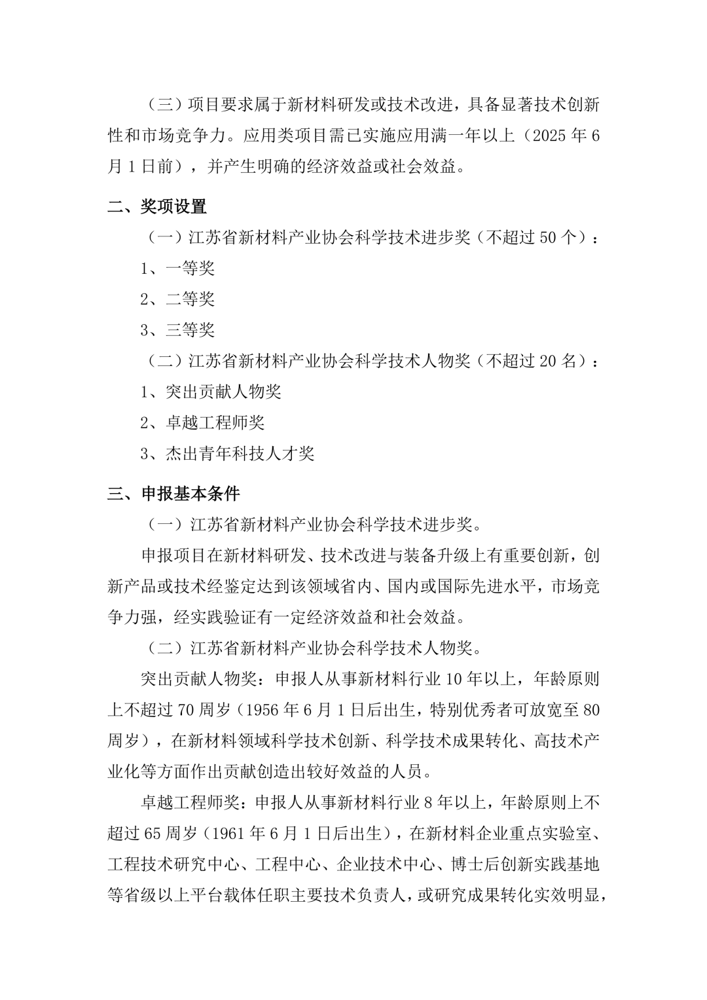 （三）项目要求属于新材料研发或技术改进，具备显著技术创新
性和市场竞争力。应用类项目需已实施应用满一年以上（2025 年 6
月 1 日前），并产生明确的经济效益或社会效益。
二、奖项设置
（一）江苏省新材料产业协会科学技术进步奖（不超过 50 个）：
1、一等奖
2、二等奖
3、三等奖
（二）江苏省新材料产业协会科学技术人物奖（不超过 20 名）：
1、突出贡献人物奖
2、卓越工程师奖
3、杰出青年科技人才奖
三、申报基本条件
（一）江苏省新材料产业协会科学技术进步奖。
申报项目在新材料研发、技术改进与装备升级上有重要创新，创
新产品或技术经鉴定达到该领域省内、国内或国际先进水平，市场竞
争力强，经实践验证有一定经济效益和社会效益。
（二）江苏省新材料产业协会科学技术人物奖。
突出贡献人物奖：申报人从事新材料行业 10 年以上，年龄原则
上不超过 70 周岁（1956 年 6 月 1 日后出生，特别优秀者可放宽至 80
周岁），在新材料领域科学技术创新、科学技术成果转化、高技术产
业化等方面作出贡献创造出较好效益的人员。
卓越工程师奖：申报人从事新材料行业 8 年以上，年龄原则上不
超过 65 周岁（1961 年 6 月 1 日后出生），在新材料企业重点实验室、
工程技术研究中心、工程中心、企业技术中心、博士后创新实践基地
等省级以上平台载体任职主要技术负责人，或研究成果转化实效明显，